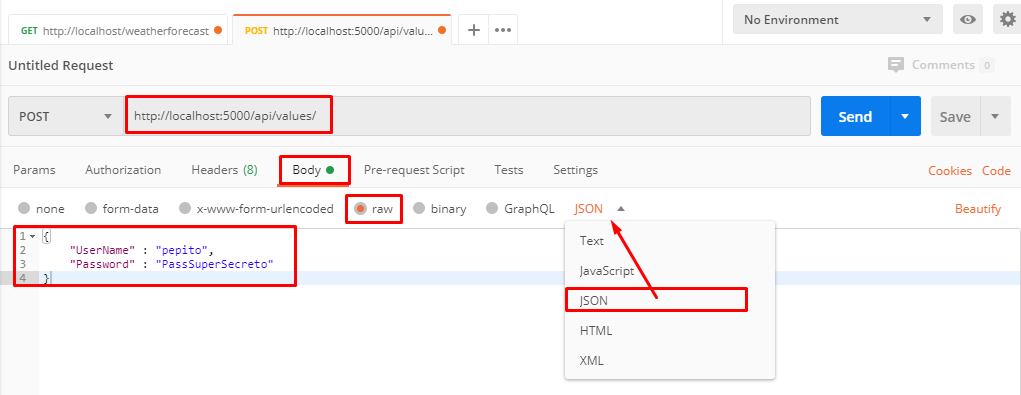 GET http://localhost/weatherforecast
POST http://localhost:5000/api/valu...
+ •••
No Environment
Untitled Request
Comments 0
POST
http://localhost:5000/api/values/
Send
Save
Params Authorization Headers (8) Body Pre-request Script Tests Settings
Cookies Code
none form-data x-www-form-urlencoded raw binary GraphQL JSON
Beautify
1 {
2 "UserName" : "pepito",
3 "Password" : "PassSuperSecreto"
4 }
Text
JavaScript
JSON
HTML
XML